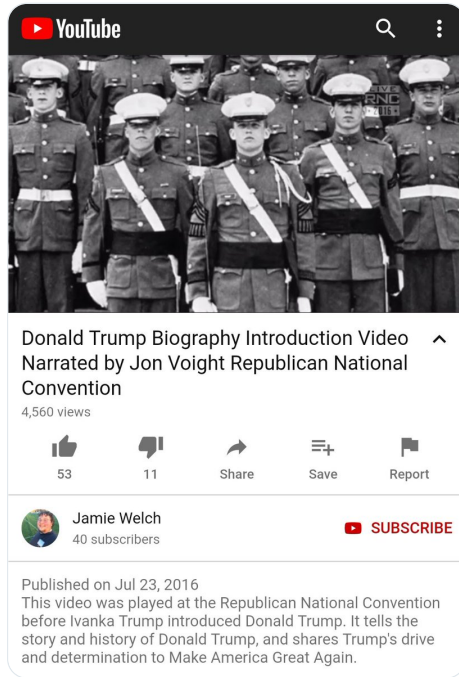 YouTube
LIVE
RNC
2016
Donald Trump Biography Introduction Video
Narrated by Jon Voight Republican National
Convention
4,560 views
53
11
Share
Save
Report
Jamie Welch
SUBSCRIBE
40 subscribers
Published on Jul 23, 2016
This video was played at the Republican National Convention
before Ivanka Trump introduced Donald Trump. It tells the
story and history of Donald Trump, and shares Trump's drive
and determination to Make America Great Again.